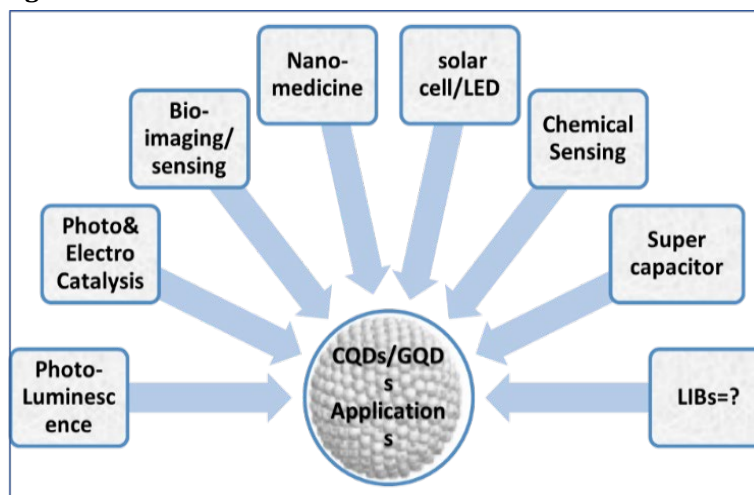 Nano-
medicine
solar
cell/LED
Bio-
imaging/
sensing
Chemical
Sensing
Photo&
Electro
Catalysis
Super
capacitor
Photo-
Luminesc
ence
CQDs/GQD
s
Application
s
LIBs=?